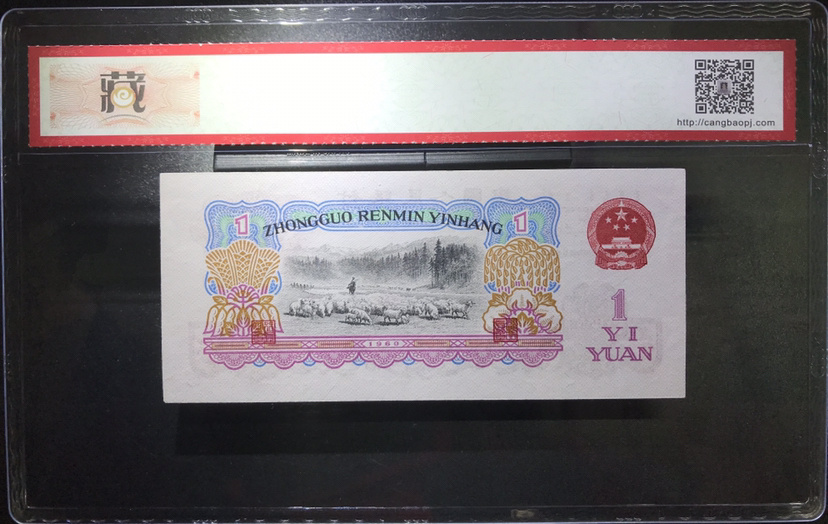 藏
http://cangbaopj.com
1
ZHONGGUO RENMIN YINHANG
1
1960
1
YI
YUAN